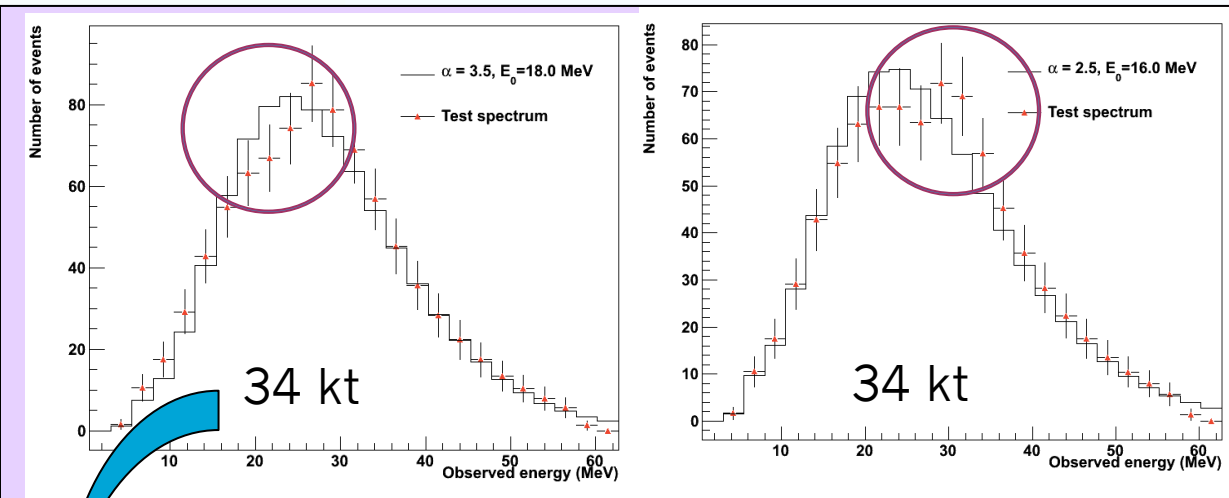 Number of events
80
60
40
20
0
α = 3.5, E0=18.0 MeV
Test spectrum
34 kt
10 20 30 40 50 60
Observed energy (MeV)
Number of events
80
70
60
50
40
30
20
10
0
α = 2.5, E0=16.0 MeV
Test spectrum
34 kt
10 20 30 40 50 60
Observed energy (MeV)